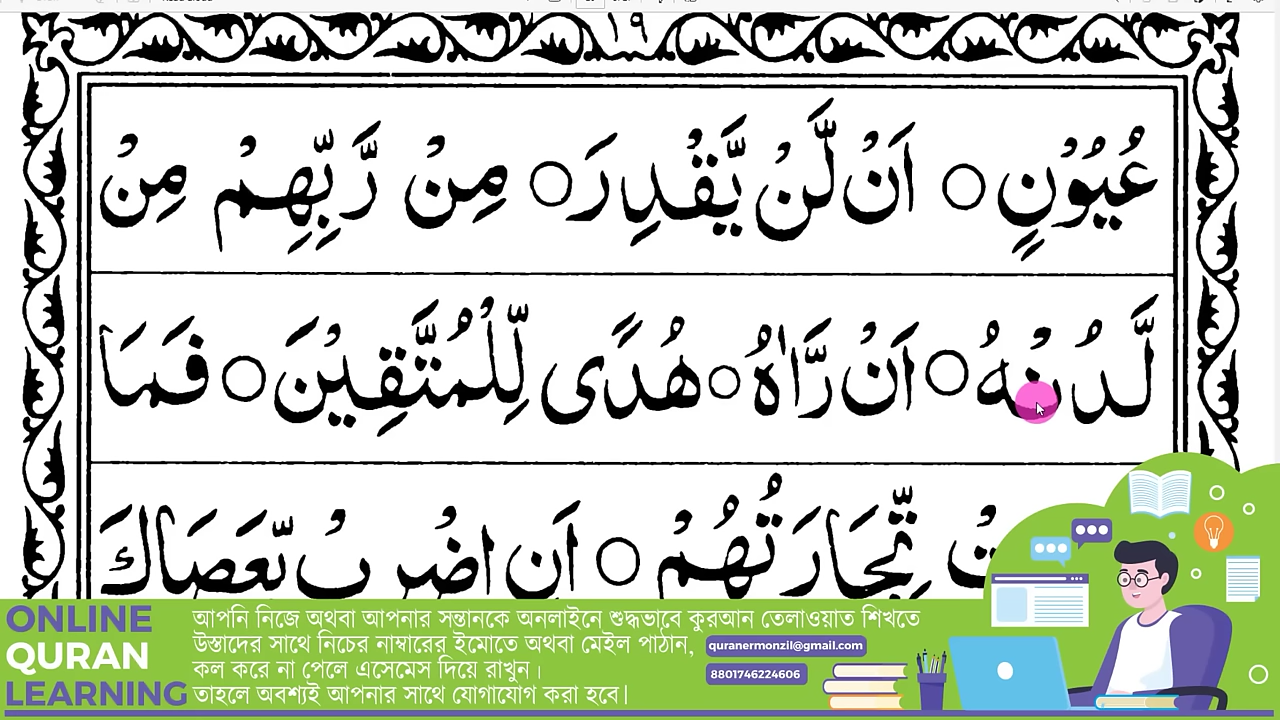 ١٩
عُيُوْنٍ ○ اَنْ لَّنْ يَّقْدِرَ ○ مِنْ رَّبِّهِمْ مِنْ
لَّدُنْهُ ○ اَنْ رَّاٰهُ ○ هُدًى لِّلْمُتَّقِيْنَ ○ فَمَا
تْ تِّجَارَتُهُمْ ○ اَنِ اضْرِبْ بِّعَصَاكَ
ONLINE
QURAN
LEARNING
আপনি নিজে অথবা আপনার সন্তানকে অনলাইনে শুদ্ধভাবে কুরআন তেলাওয়াত শিখতে
উস্তাদের সাথে নিচের নাম্বারের ইমোতে অথবা মেইল পাঠান,
কল করে না পেলে এসেমেস দিয়ে রাখুন।
তাহলে অবশ্যই আপনার সাথে যোগাযোগ করা হবে|
quranermonzil@gmail.com
8801746224606